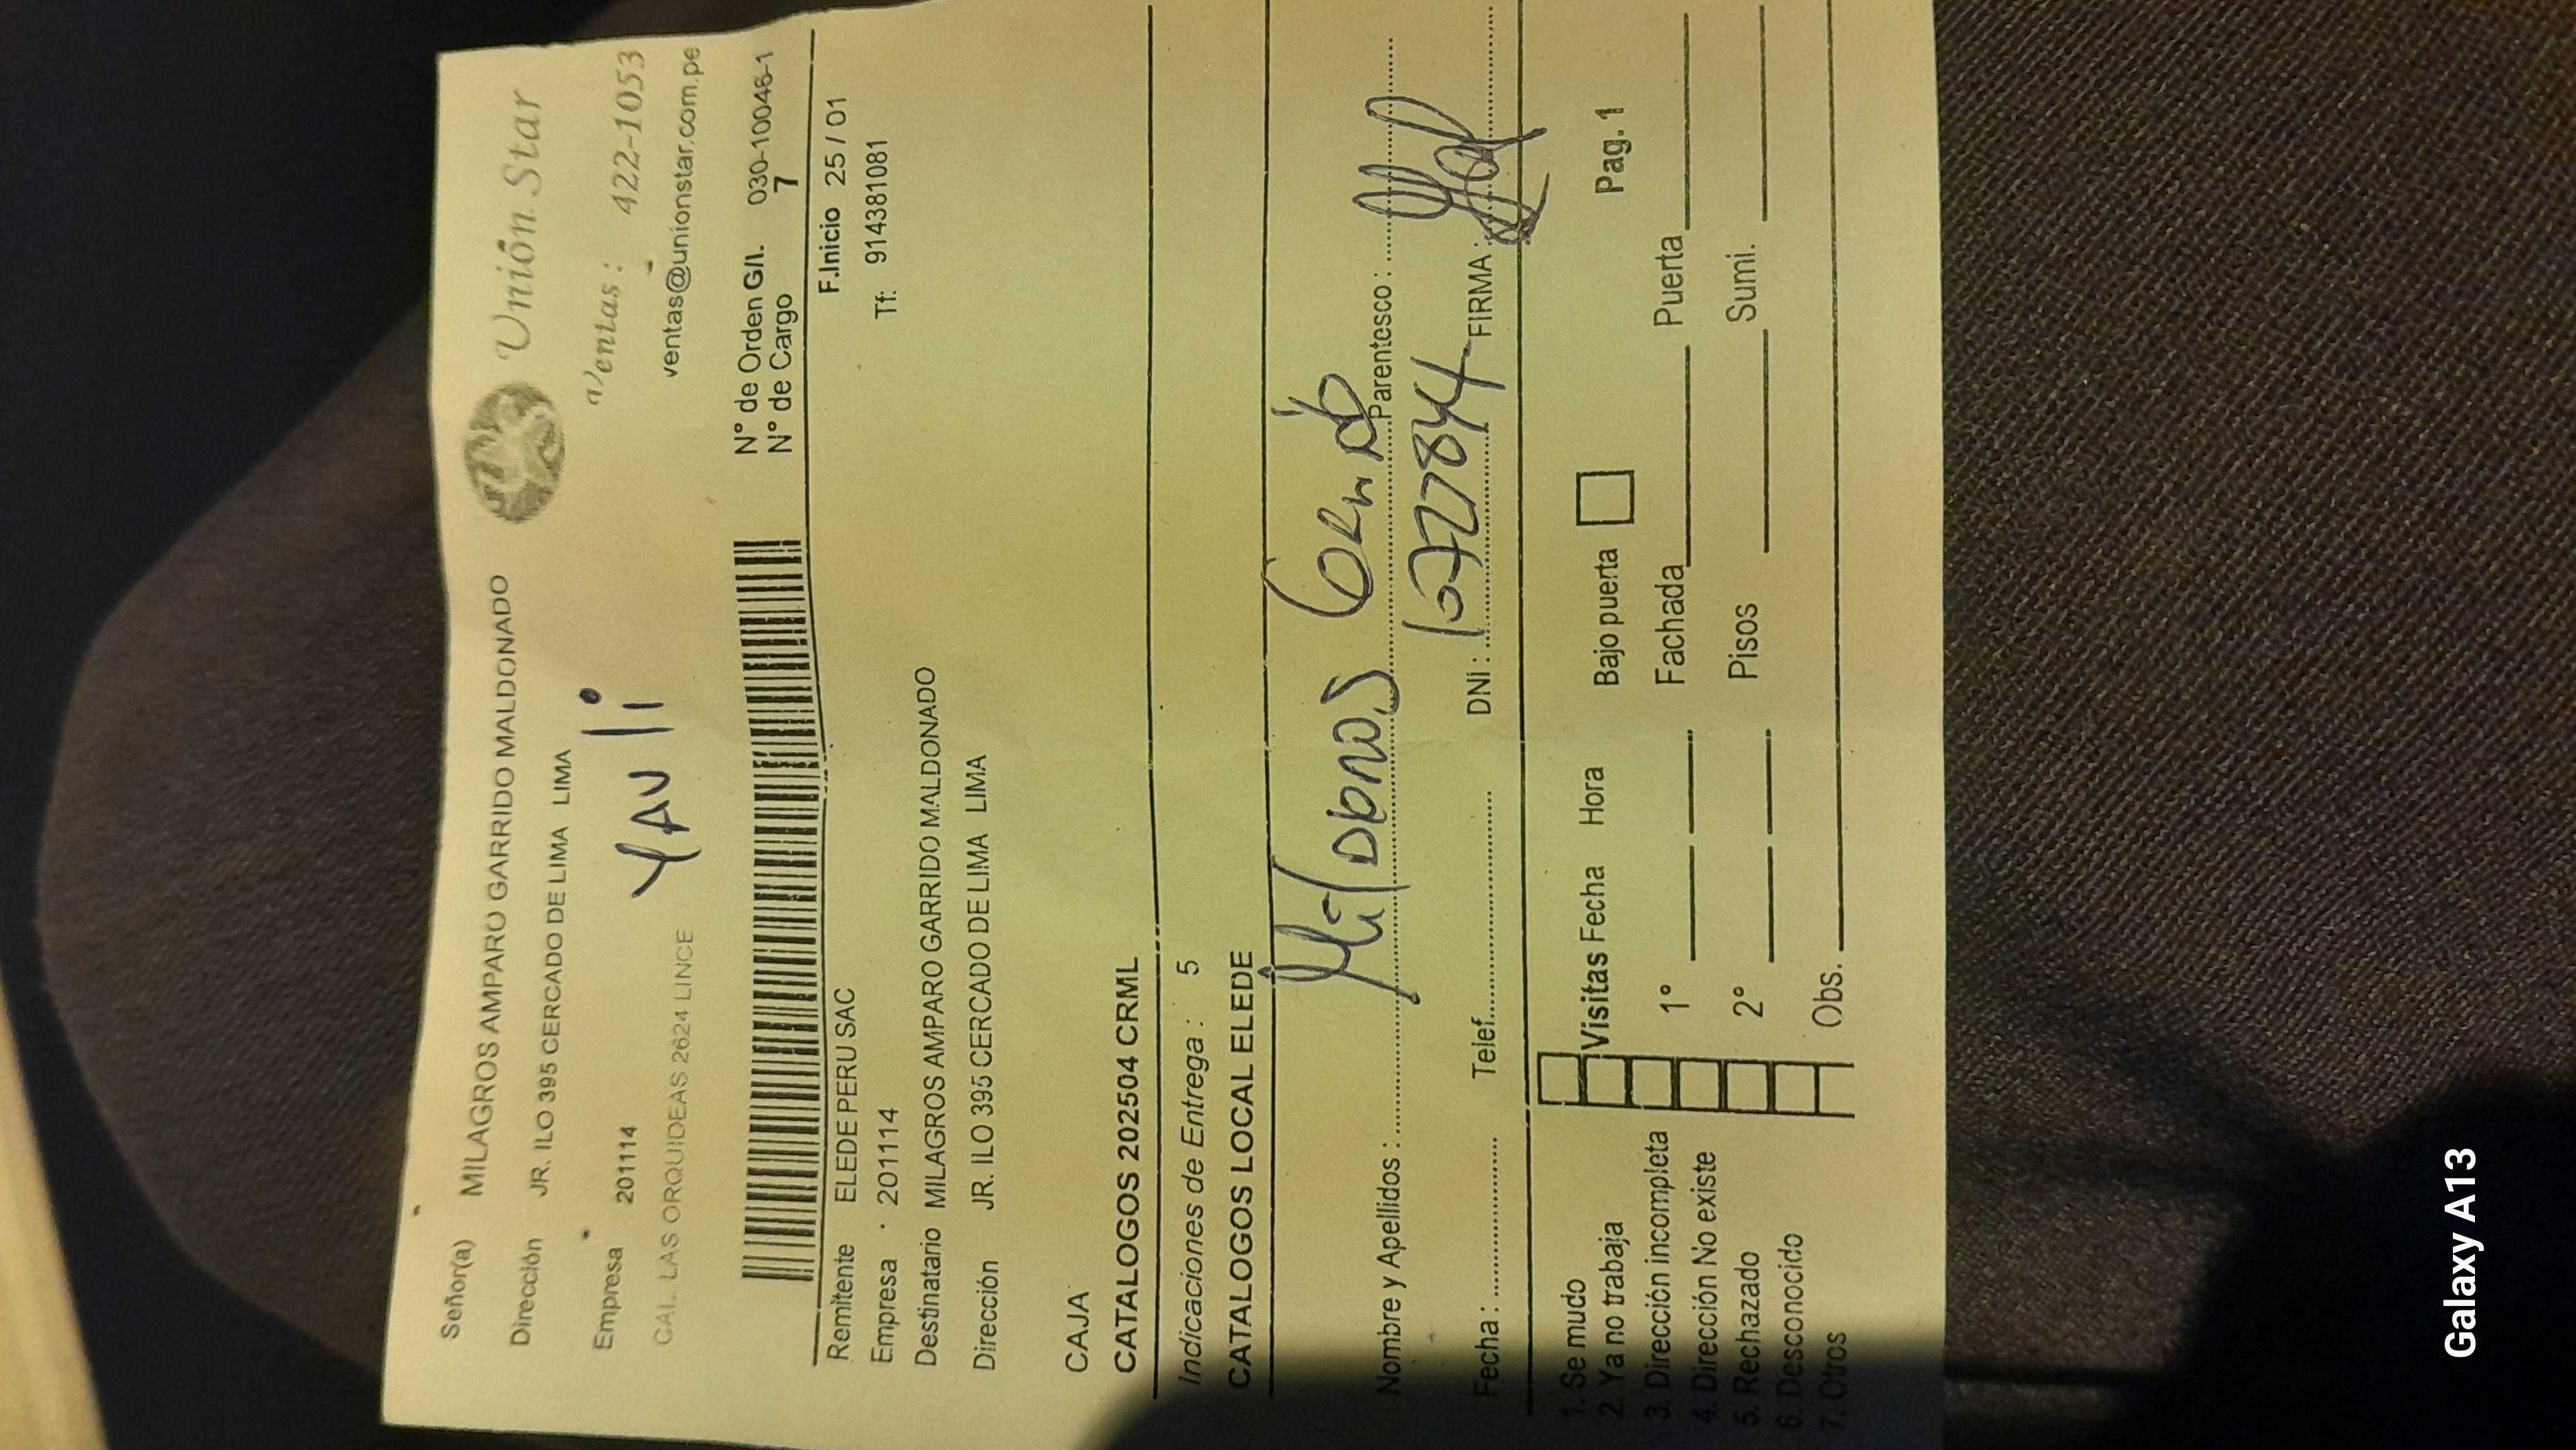 Señor(a) MILAGROS AMPARO GARRIDO MALDONADO
Unión Star
Dirección JR. ILO 395 CERCADO DE LIMA LIMA
Ventas : 422-1053
Empresa 201114
YAUli
ventas@unionstar.com.pe
CAL. LAS ORQUIDEAS 2624 LINCE
N° de Orden G/I. 030-10046-1
N° de Cargo 7
Remitente ELEDE PERU SAC
F.Inicio 25 / 01
Empresa 201114
Tf: 914381081
Destinatario MILAGROS AMPARO GARRIDO MALDONADO
Dirección JR. ILO 395 CERCADO DE LIMA LIMA
CAJA
CATALOGOS 202504 CRML
Indicaciones de Entrega : 5
CATALOGOS LOCAL ELEDE
Nombre y Apellidos : Parentesco :
Fecha : Telef. DNI : FIRMA :
1. Se mudo
2. Ya no trabaja
3. Dirección incompleta
4. Dirección No existe
5. Rechazado
6. Desconocido
7. Otros
Visitas Fecha Hora Bajo puerta Pag. 1
1° Fachada Puerta
2° Pisos Sumi.
Obs.
Galaxy A13